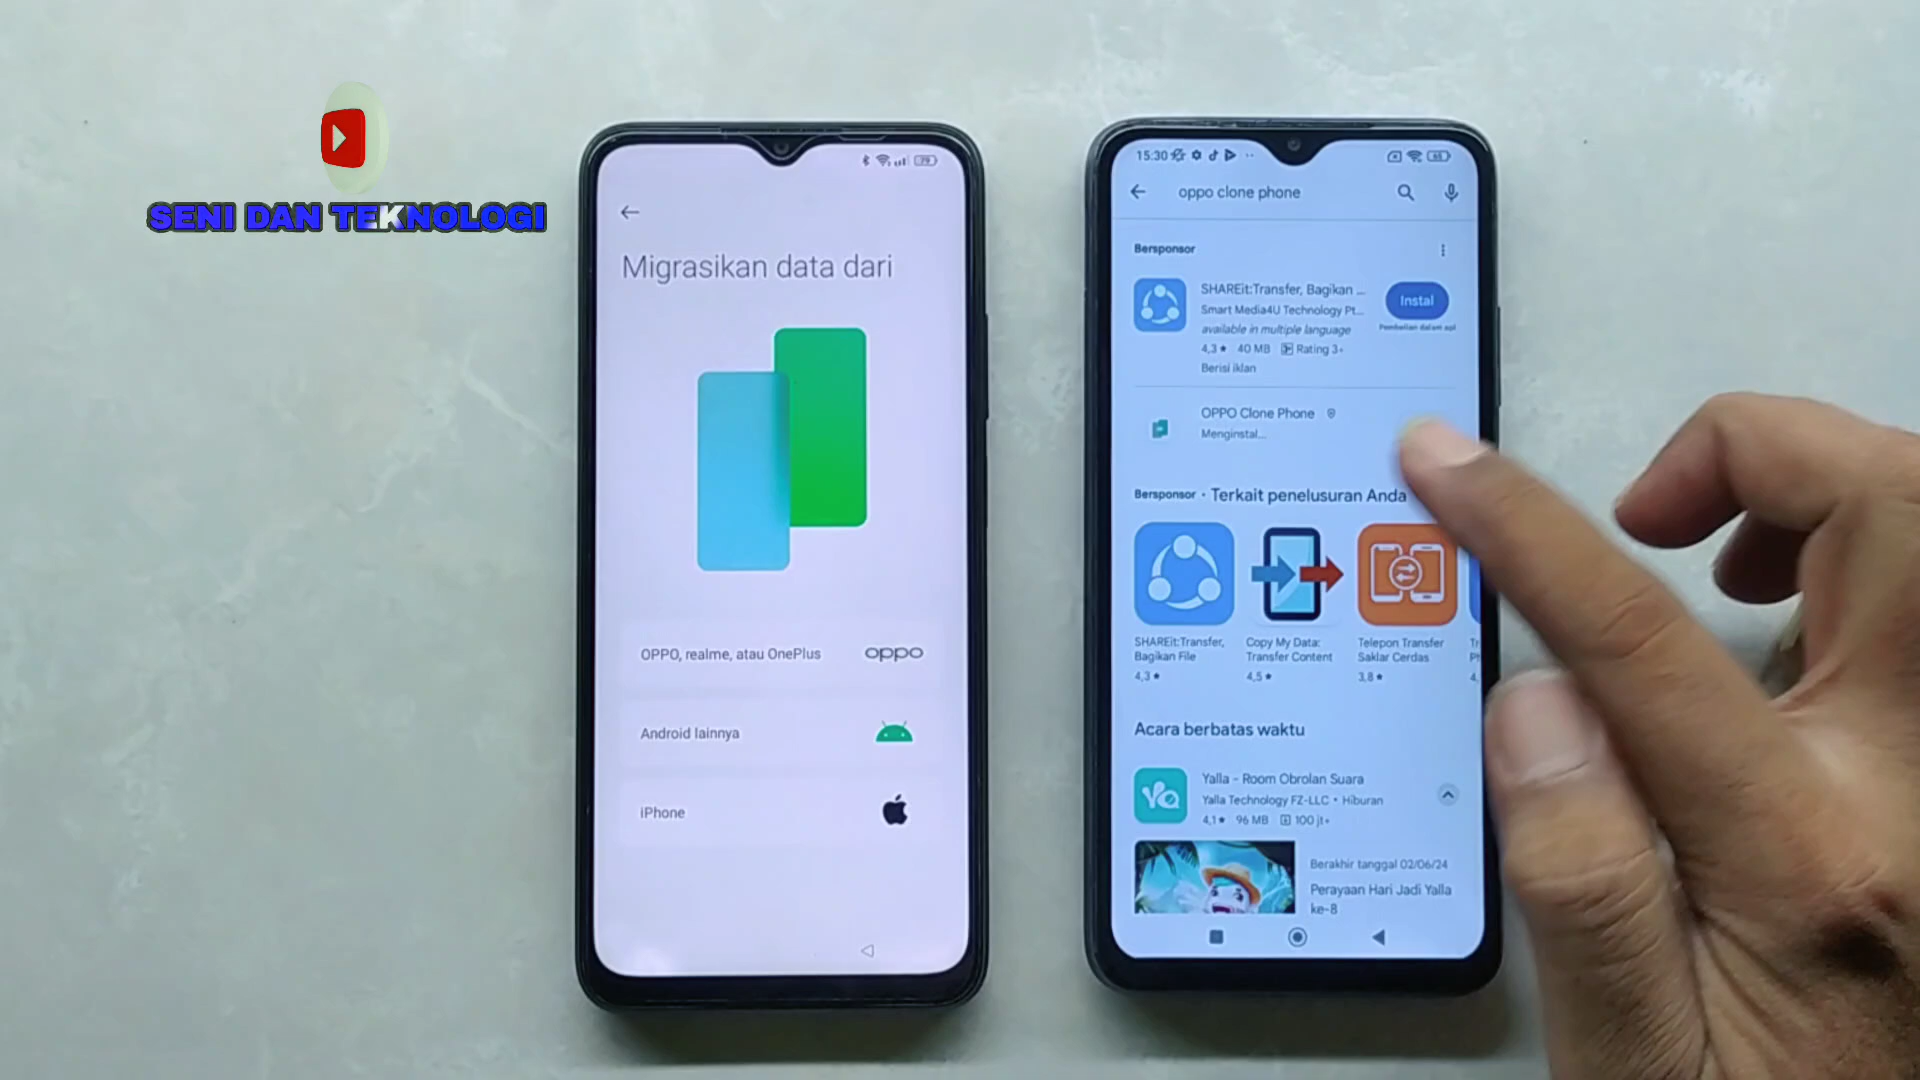 SENI DAN TEKNOLOGI
79
Migrasikan data dari
OPPO, realme, atau OnePlus
oppo
Android lainnya
iPhone
15:30
65
oppo clone phone
Bersponsor
SHAREit:Transfer, Bagikan ...
Instal
Smart Media4U Technology Pt...
Pembelian dalam apl
available in multiple language
4,3★ 40 MB Rating 3+
Berisi iklan
OPPO Clone Phone
Menginstal...
Bersponsor · Terkait penelusuran Anda
SHAREit:Transfer,
Bagikan File
4,3★
Copy My Data:
Transfer Content
4,5★
Telepon Transfer
Saklar Cerdas
3,8★
Acara berbatas waktu
Yalla - Room Obrolan Suara
Yalla Technology FZ-LLC • Hiburan
4,1★ 96 MB 100 jt+
Berakhir tanggal 02/06/24
Perayaan Hari Jadi Yalla
ke-8